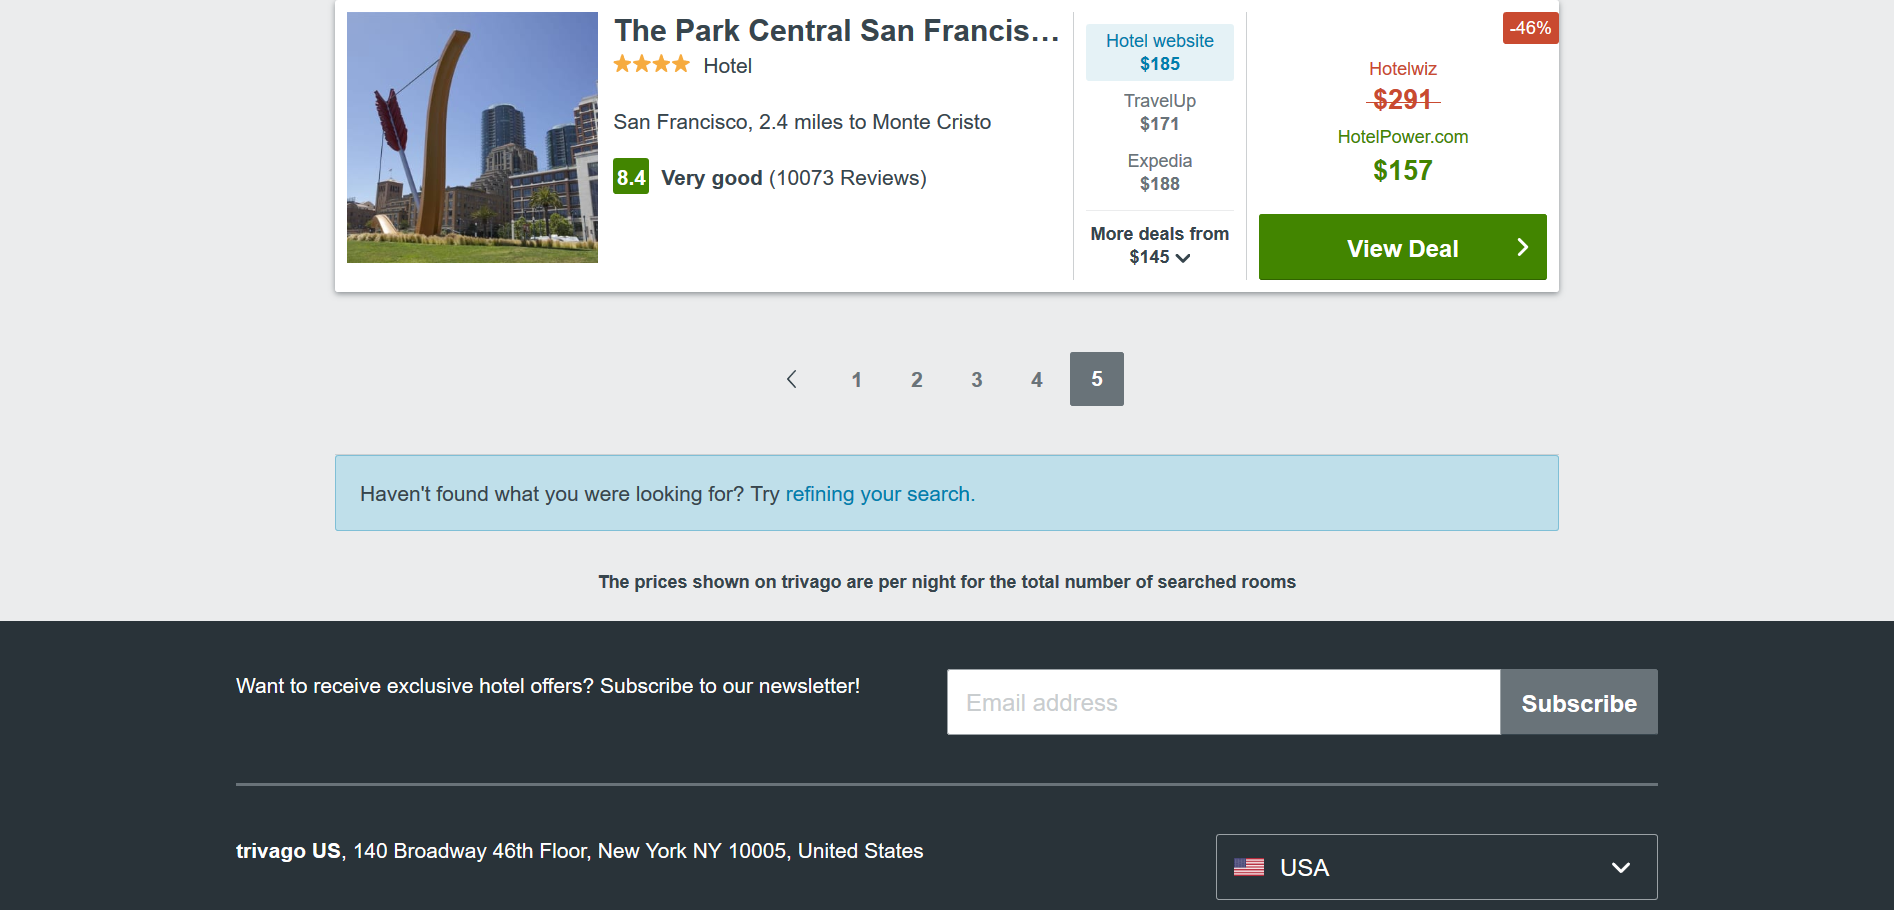 The Park Central San Francis...
Hotel
San Francisco, 2.4 miles to Monte Cristo
8.4 Very good (10073 Reviews)
Hotel website
$185
TravelUp
$171
Expedia
$188
More deals from
$145
-46%
Hotelwiz
$291
HotelPower.com
$157
View Deal
1 2 3 4 5
Haven't found what you were looking for? Try refining your search.
The prices shown on trivago are per night for the total number of searched rooms
Want to receive exclusive hotel offers? Subscribe to our newsletter!
Email address
Subscribe
trivago US, 140 Broadway 46th Floor, New York NY 10005, United States
USA